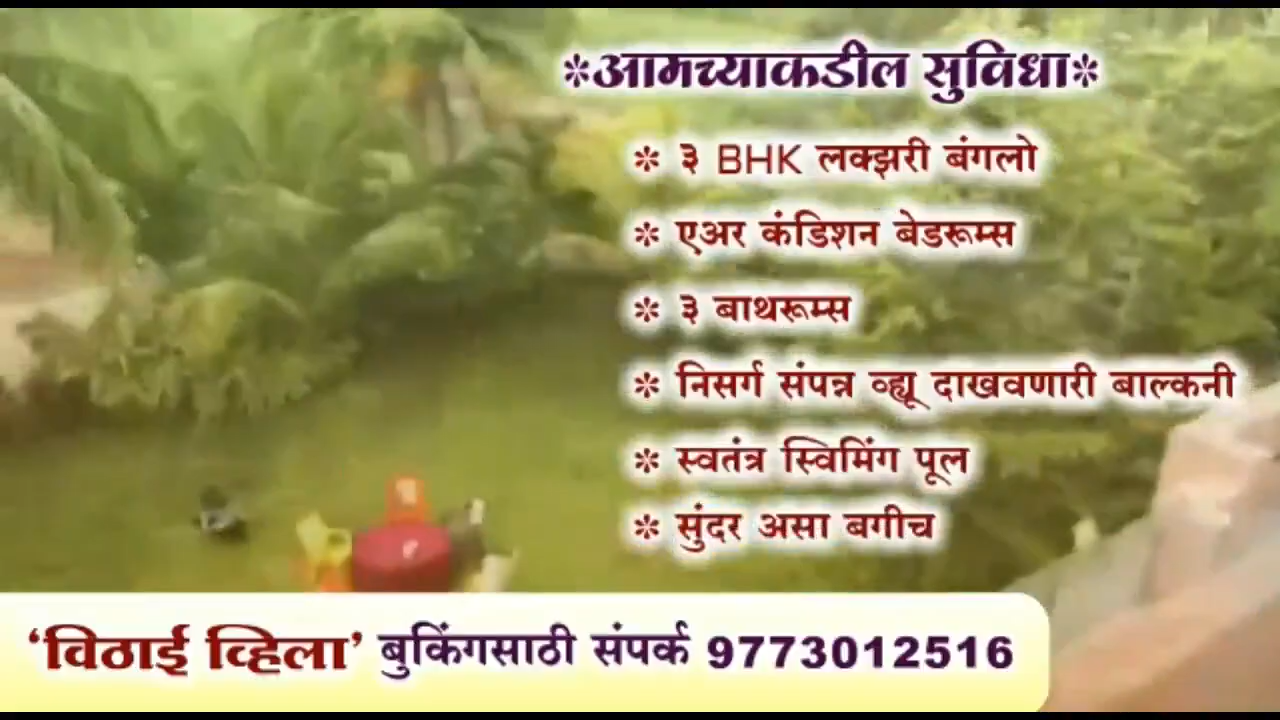 *आमच्याकडील सुविधा*
* ३ BHK लक्झरी बंगलो
* एअर कंडिशन बेडरूम्स
* ३ बाथरूम्स
* निसर्ग संपन्न व्ह्यू दाखवणारी बाल्कनी
* स्वतंत्र स्विमिंग पूल
* सुंदर असा बगीच
‘विठाई व्हिला’ बुकिंगसाठी संपर्क 9773012516